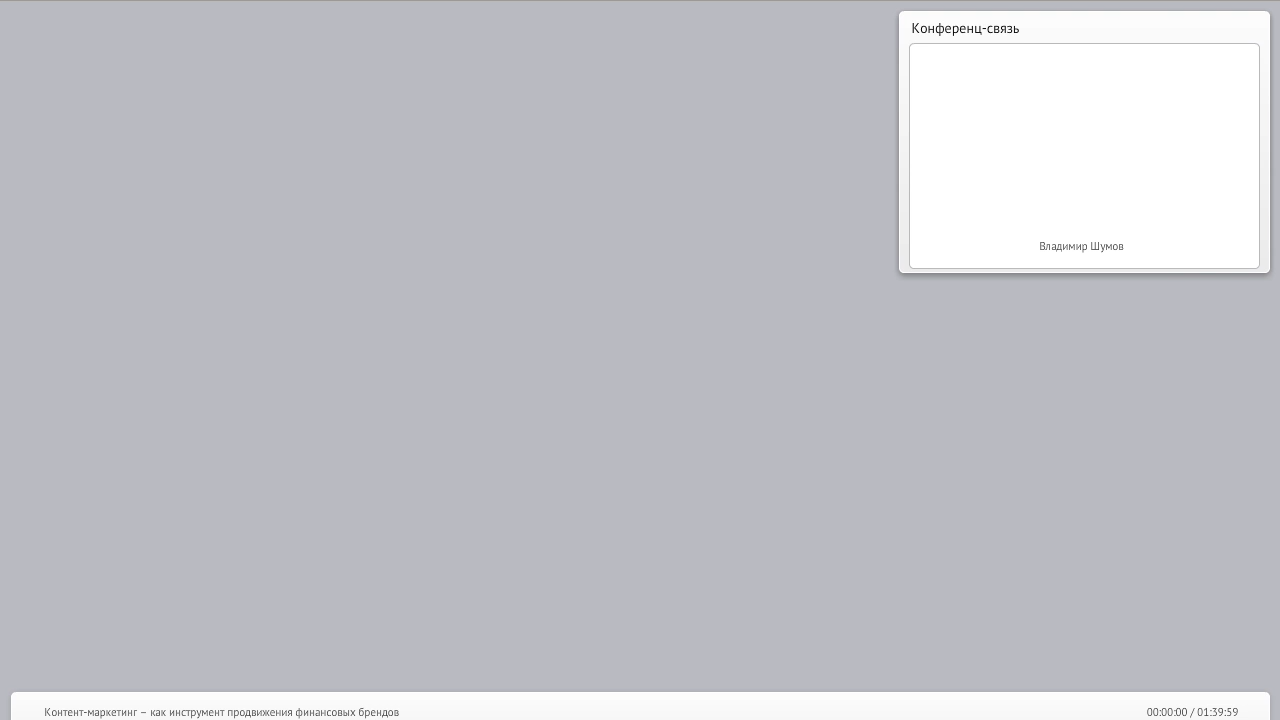 Конференц-связь
Владимир Шумов
Контент-маркетинг – как инструмент продвижения финансовых брендов
00:00:00 / 01:39:59